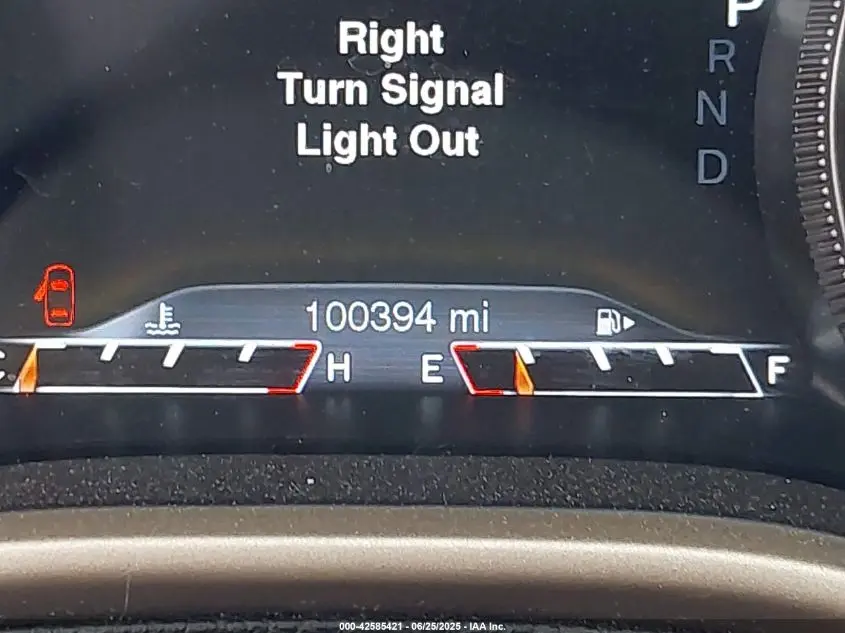 Right
Turn Signal
Light Out
P
R
N
D
100394 mi
C H E F
000-42585421 - 06/25/2025 - IAA Inc.